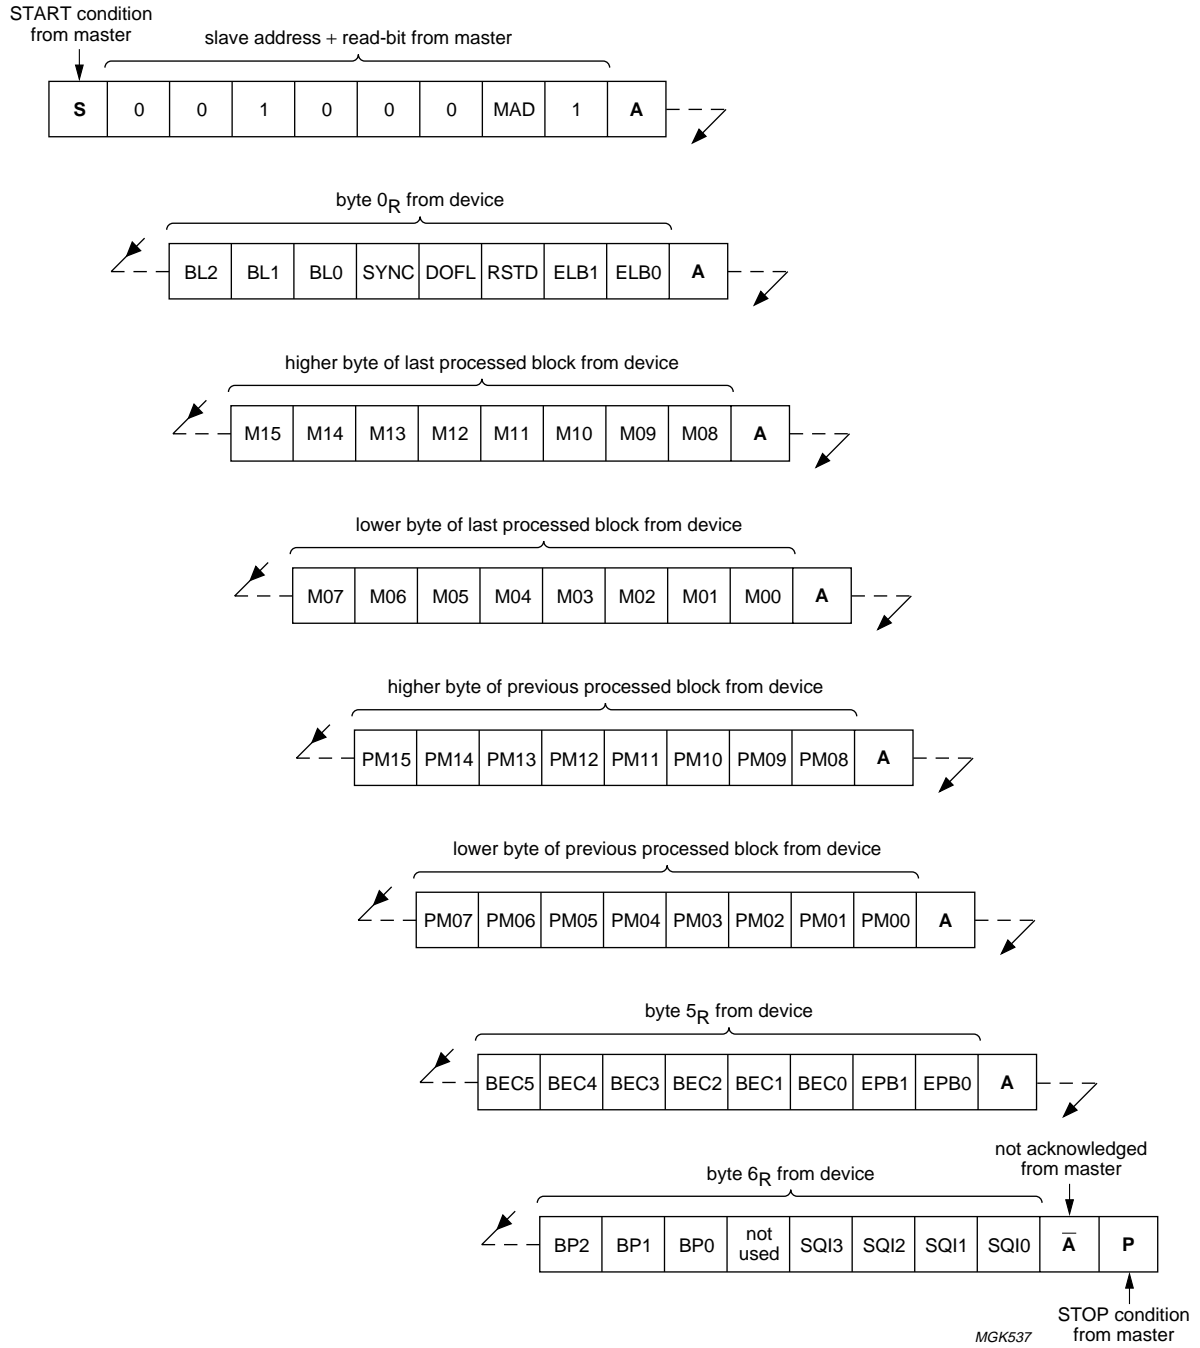 START condition
from master
slave address + read-bit from master
S 0 0 1 0 0 0 MAD 1 A
byte 0R from device
BL2 BL1 BL0 SYNC DOFL RSTD ELB1 ELB0 A
higher byte of last processed block from device
M15 M14 M13 M12 M11 M10 M09 M08 A
lower byte of last processed block from device
M07 M06 M05 M04 M03 M02 M01 M00 A
higher byte of previous processed block from device
PM15 PM14 PM13 PM12 PM11 PM10 PM09 PM08 A
lower byte of previous processed block from device
PM07 PM06 PM05 PM04 PM03 PM02 PM01 PM00 A
byte 5R from device
BEC5 BEC4 BEC3 BEC2 BEC1 BEC0 EPB1 EPB0 A
not acknowledged
from master
byte 6R from device
BP2 BP1 BP0 not used SQI3 SQI2 SQI1 SQI0 A̅ P
STOP condition
from master
MGK537